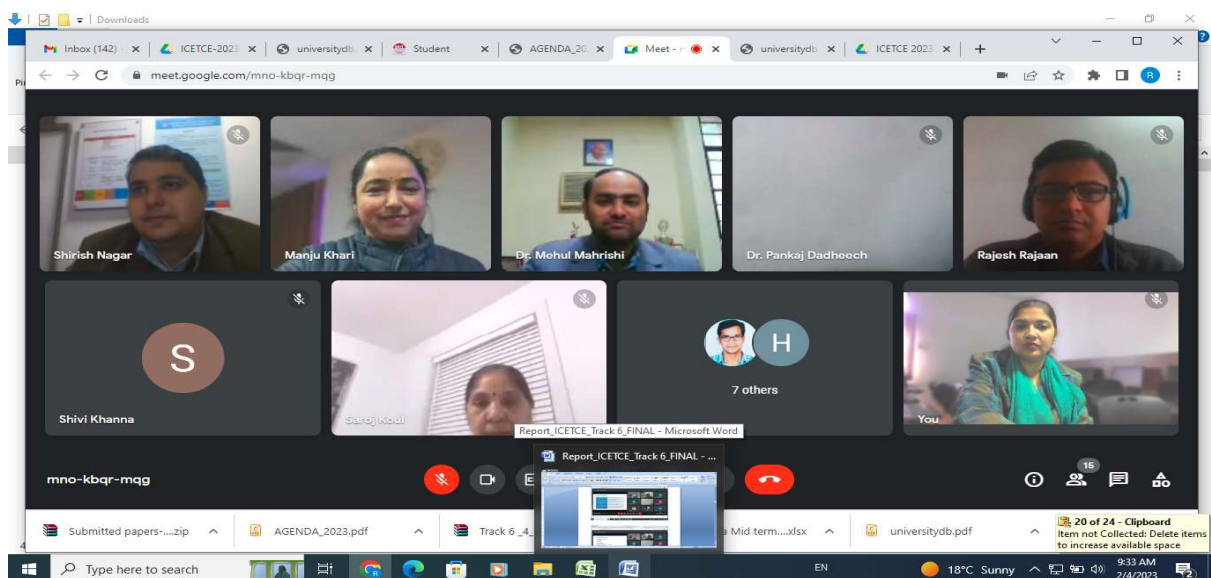 Downloads
Inbox (142)
ICETCE-2023
universitydb
Student
AGENDA_20
Meet -
universitydb
ICETCE 2023
meet.google.com/mno-kbqr-mqg
R
Shirish Nagar
Manju Khari
Dr. Mehul Mahrishi
Dr. Pankaj Dadheech
Rajesh Rajaan
S
H
7 others
Shivi Khanna
Saroj Koul
You
Report_ICETCE_Track 6_FINAL - Microsoft Word
Report_ICETCE_Track 6_FINAL - ...
mno-kbqr-mqg
15
Submitted papers-....zip
AGENDA_2023.pdf
Track 6 _4_
a Mid term....xlsx
universitydb.pdf
20 of 24 - Clipboard
Item not Collected: Delete items
to increase available space
Type here to search
EN
18°C Sunny
9:33 AM
2/4/2023
2